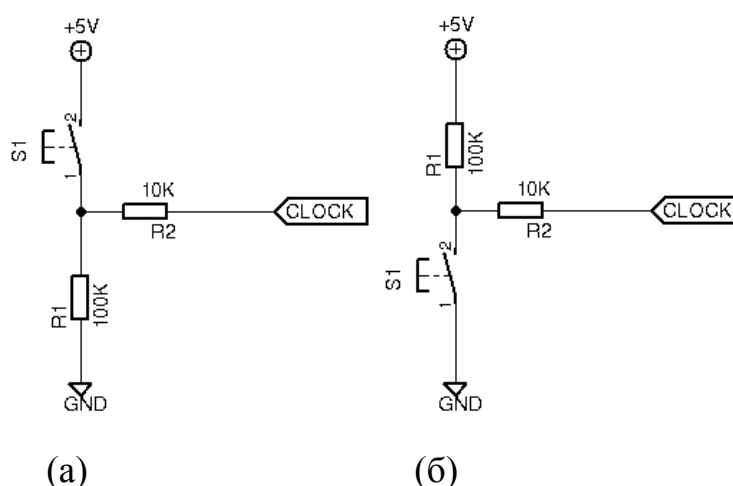 +5V
S1
2
1
10K
R2
CLOCK
R1
100K
GND
(а)
+5V
R1
100K
10K
R2
CLOCK
S1
2
1
GND
(б)